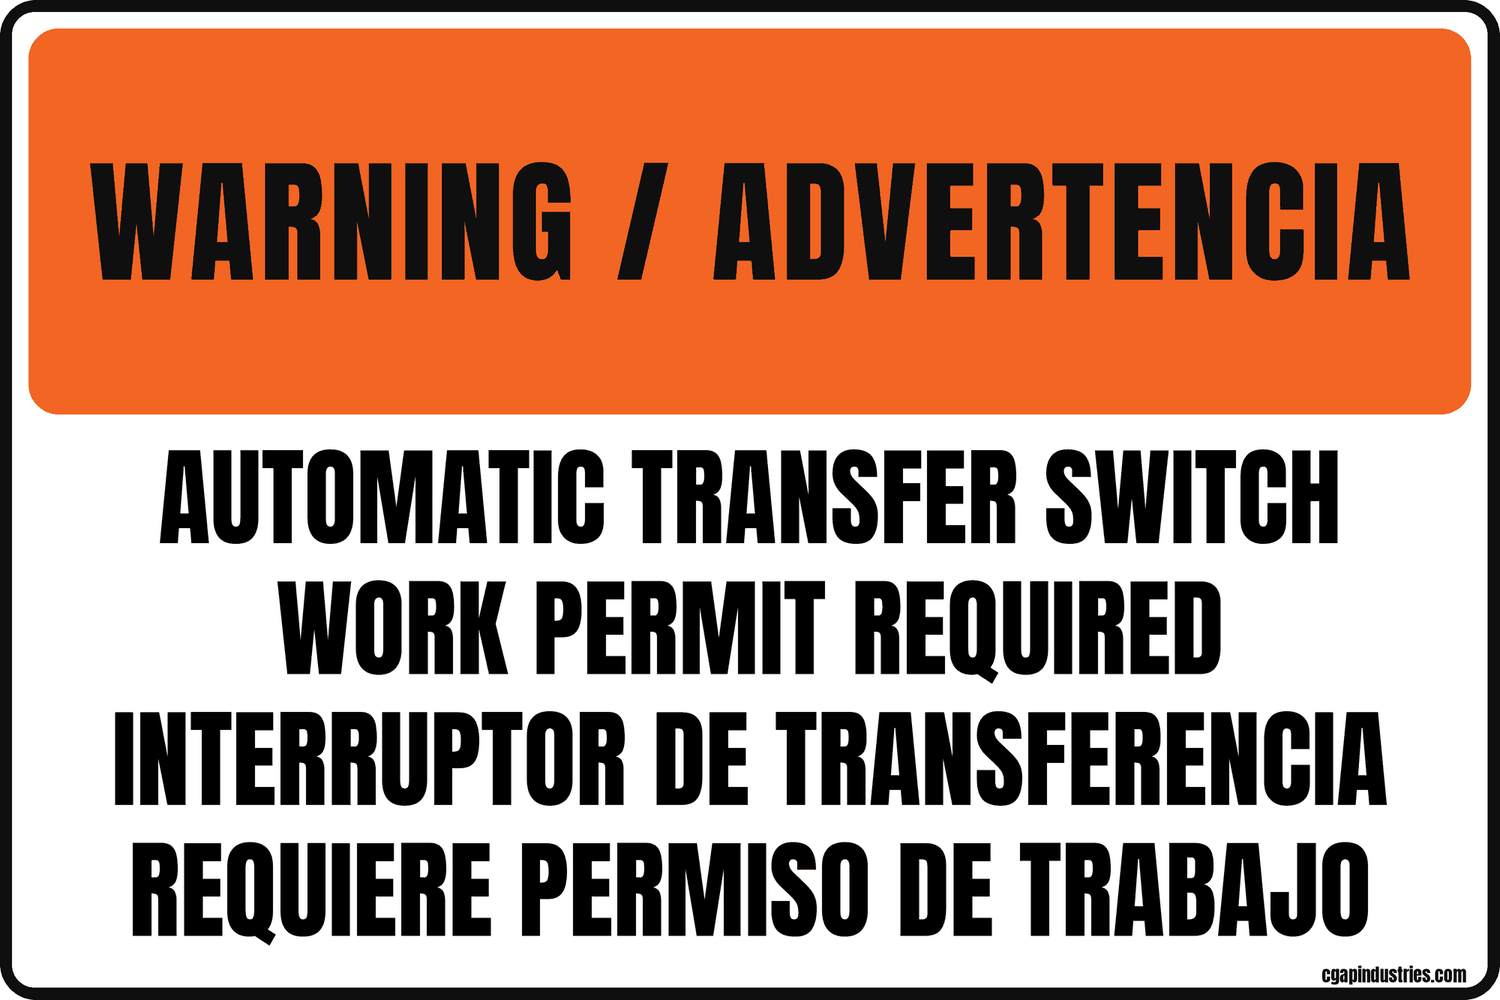 WARNING / ADVERTENCIA
AUTOMATIC TRANSFER SWITCH
WORK PERMIT REQUIRED
INTERRUPTOR DE TRANSFERENCIA
REQUIERE PERMISO DE TRABAJO
cgapindustries.com